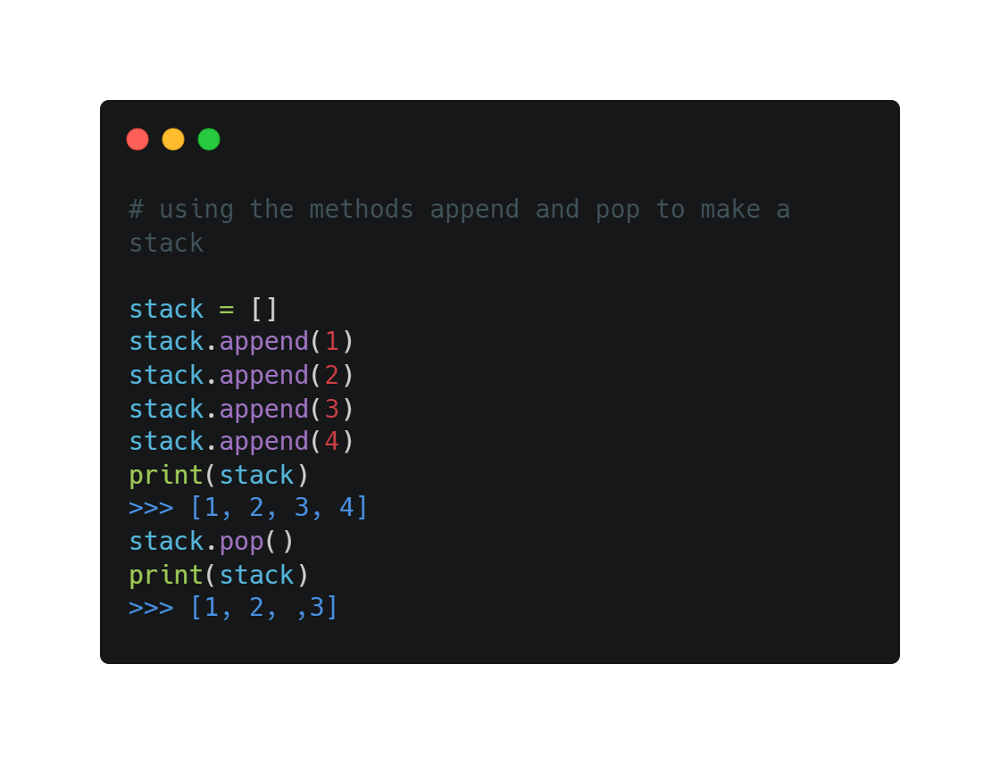 # using the methods append and pop to make a
stack
stack = []
stack.append(1)
stack.append(2)
stack.append(3)
stack.append(4)
print(stack)
>>> [1, 2, 3, 4]
stack.pop()
print(stack)
>>> [1, 2, ,3]